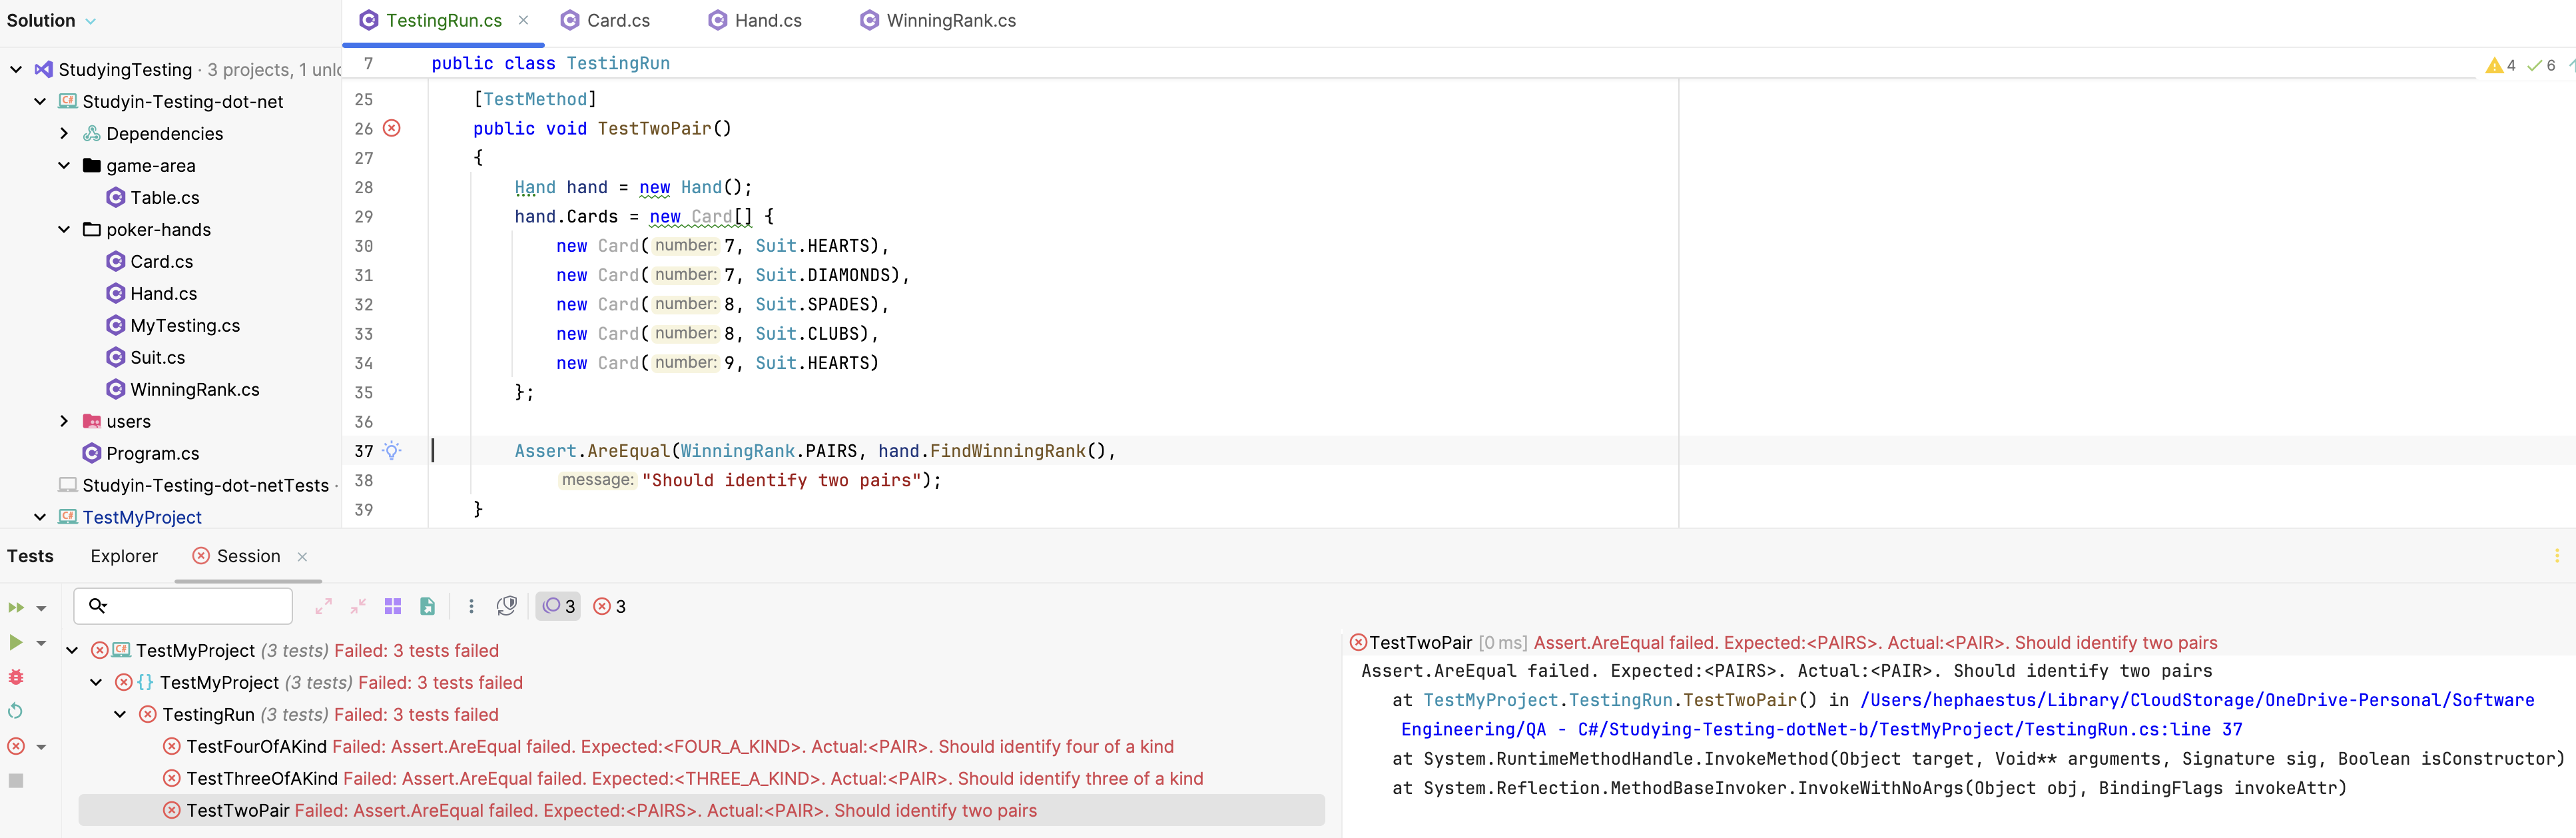 Solution
TestingRun.cs
Card.cs
Hand.cs
WinningRank.cs
StudyingTesting · 3 projects, 1 unlo
Studyin-Testing-dot-net
Dependencies
game-area
Table.cs
poker-hands
Card.cs
Hand.cs
MyTesting.cs
Suit.cs
WinningRank.cs
users
Program.cs
Studyin-Testing-dot-netTests ·
TestMyProject
7 public class TestingRun
4 6
25 [TestMethod]
26 public void TestTwoPair()
27 {
28 Hand hand = new Hand();
29 hand.Cards = new Card[] {
30 new Card( number: 7, Suit.HEARTS),
31 new Card( number: 7, Suit.DIAMONDS),
32 new Card( number: 8, Suit.SPADES),
33 new Card( number: 8, Suit.CLUBS),
34 new Card( number: 9, Suit.HEARTS)
35 };
36
37 Assert.AreEqual(WinningRank.PAIRS, hand.FindWinningRank(),
38 message: "Should identify two pairs");
39 }
Tests Explorer Session
3 3
TestMyProject (3 tests) Failed: 3 tests failed
TestMyProject (3 tests) Failed: 3 tests failed
TestingRun (3 tests) Failed: 3 tests failed
TestFourOfAKind Failed: Assert.AreEqual failed. Expected:<FOUR_A_KIND>. Actual:<PAIR>. Should identify four of a kind
TestThreeOfAKind Failed: Assert.AreEqual failed. Expected:<THREE_A_KIND>. Actual:<PAIR>. Should identify three of a kind
TestTwoPair Failed: Assert.AreEqual failed. Expected:<PAIRS>. Actual:<PAIR>. Should identify two pairs
TestTwoPair [0 ms] Assert.AreEqual failed. Expected:<PAIRS>. Actual:<PAIR>. Should identify two pairs
Assert.AreEqual failed. Expected:<PAIRS>. Actual:<PAIR>. Should identify two pairs
at TestMyProject.TestingRun.TestTwoPair() in /Users/hephaestus/Library/CloudStorage/OneDrive-Personal/Software
Engineering/QA - C#/Studying-Testing-dotNet-b/TestMyProject/TestingRun.cs:line 37
at System.RuntimeMethodHandle.InvokeMethod(Object target, Void** arguments, Signature sig, Boolean isConstructor)
at System.Reflection.MethodBaseInvoker.InvokeWithNoArgs(Object obj, BindingFlags invokeAttr)